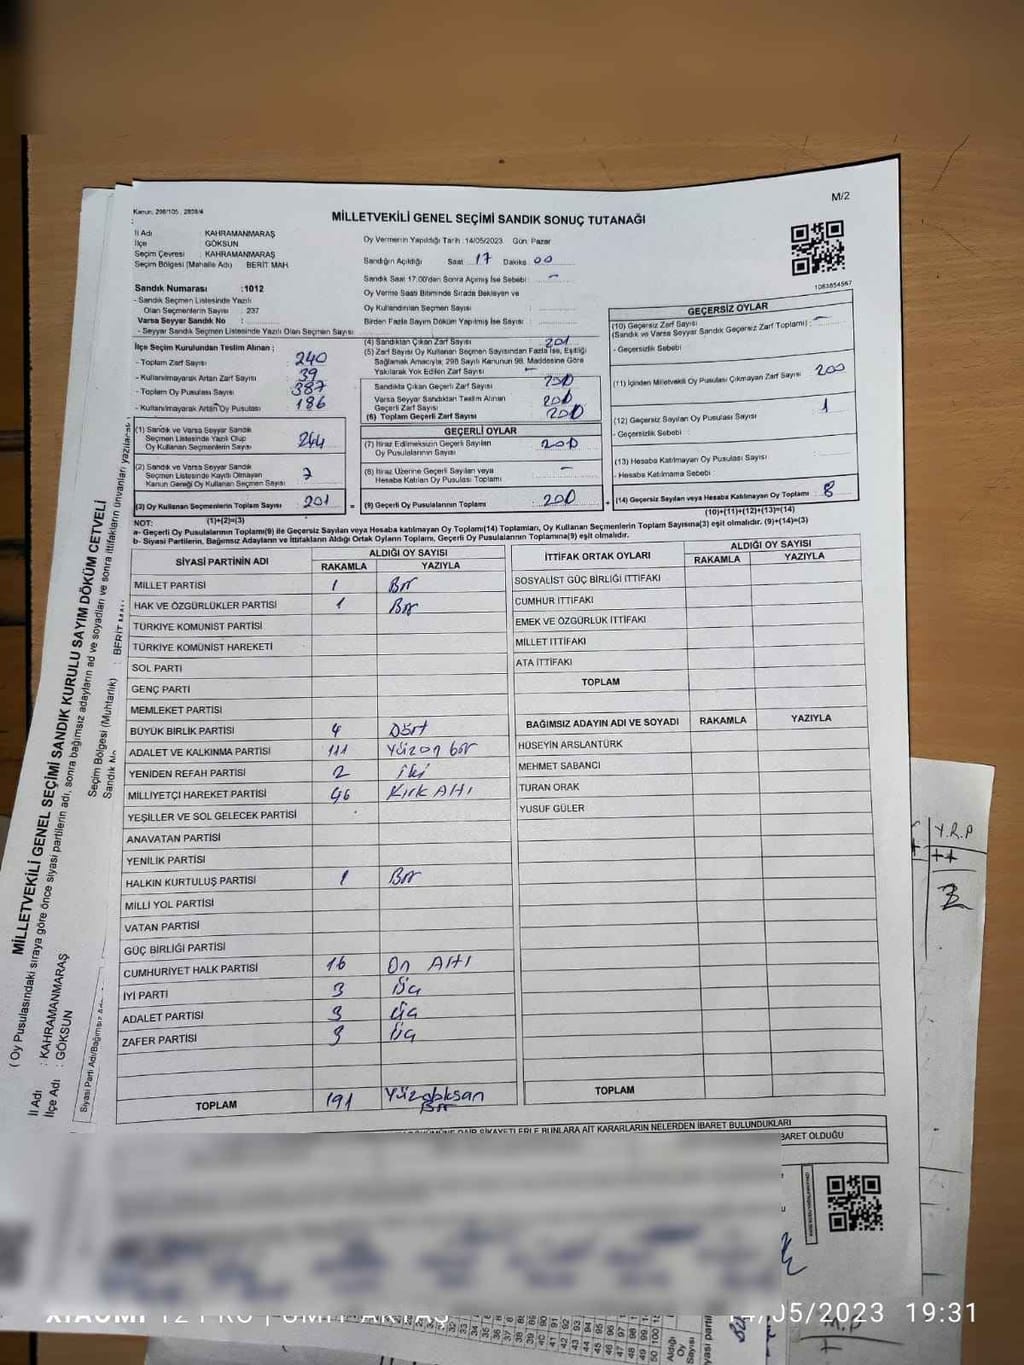 M/2
Kanun: 298/105 - 2839/4
MİLLETVEKİLİ GENEL SEÇİMİ SANDIK SONUÇ TUTANAĞI
İl Adı KAHRAMANMARAŞ
İlçe GÖKSUN
Seçim Çevresi KAHRAMANMARAŞ
Seçim Bölgesi (Mahalle Adı) BERİT MAH
Oy Vermenin Yapıldığı Tarih :14/05/2023 Gün: Pazar
Sandığın Açıldığı Saat 17 Dakika 00
Sandık Saat 17.00'den Sonra Açılmış İse Sebebi -
Oy Verme Saati Bitiminde Sırada Bekleyen ve
Oy Kullandırılan Seçmenlerin Sayısı
Birden Fazla Sayım Döküm Yapılmış İse Sayısı
1083854567
Sandık Numarası :1012
- Sandık Seçmen Listesinde Yazılı
Olan Seçmenlerin Sayısı : 237
Varsa Seyyar Sandık No :
- Seyyar Sandık Seçmen Listesinde Yazılı Olan Seçmen Sayısı
İlçe Seçim Kurulundan Teslim Alınan ;
- Toplam Zarf Sayısı 240
- Kullanılmayarak Artan Zarf Sayısı 39
- Toplam Oy Pusulası Sayısı 387
- Kullanılmayarak Artan Oy Pusulası 186
(1) Sandık ve Varsa Seyyar Sandık
Seçmen Listesinde Yazılı Olup
Oy Kullanan Seçmenlerin Sayısı
(2) Sandık ve Varsa Seyyar Sandık
Seçmen Listesinde Kayıtlı Olmayan
Kanun Gereği Oy Kullanan Seçmen Sayısı
(3) Oy Kullanan Seçmenlerin Toplam Sayısı 201
(1)+(2)=(3)
(4) Sandıktan Çıkan Zarf Sayısı 201
(5) Zarf Sayısı Oy Kullanan Seçmen Sayısından Fazla İse, Eşitliği
Sağlamak Amacıyla; 298 Sayılı Kanunun 98. Maddesine Göre
Yakılarak Yok Edilen Zarf Sayısı -
Sandıkta Çıkan Geçerli Zarf Sayısı 200
Varsa Seyyar Sandıktan Teslim Alınan
Geçerli Zarf Sayısı 200
(6) Toplam Geçerli Zarf Sayısı 200
GEÇERLİ OYLAR
(7) İtiraz Edilmeksizin Geçerli Sayılan
Oy Pusulalarının Sayısı 200
(8) İtiraz Üzerine Geçerli Sayılan veya
Hesaba Katılan Oy Pusulası Toplamı -
= (9) Geçerli Oy Pusulalarının Toplamı 200
GEÇERSİZ OYLAR
(10) Geçersiz Zarf Sayısı -
(Sandık ve Varsa Seyyar Sandık Geçersiz Zarf Toplamı) :
- Geçersizlik Sebebi
(11) İçinden Milletvekili Oy Pusulası Çıkmayan Zarf Sayısı 200
(12) Geçersiz Sayılan Oy Pusulası Sayısı 1
- Geçersizlik Sebebi :
(13) Hesaba Katılmayan Oy Pusulası Sayısı :
- Hesaba Katılmama Sebebi
+ (14) Geçersiz Sayılan veya Hesaba Katılmayan Oy Toplamı 8
(10)+(11)+(12)+(13)=(14)
NOT:
a- Geçerli Oy Pusulalarının Toplamı(9) ile Geçersiz Sayılan veya Hesaba katılmayan Oy Toplamı(14) Toplamları, Oy Kullanan Seçmenlerin Toplam Sayısına(3) eşit olmalıdır. (9)+(14)=(3)
b- Siyasi Partilerin, Bağımsız Adayların ve İttifakların Aldığı Ortak Oyların Toplamı, Geçerli Oy Pusulalarının Toplamına(9) eşit olmalıdır.
SİYASİ PARTİNİN ADI ALDIĞI OY SAYISI
RAKAMLA YAZIYLA
MİLLET PARTİSİ 1 Bir
HAK VE ÖZGÜRLÜKLER PARTİSİ 1 Bir
TÜRKİYE KOMÜNİST PARTİSİ
TÜRKİYE KOMÜNİST HAREKETİ
SOL PARTİ
GENÇ PARTİ
MEMLEKET PARTİSİ
BÜYÜK BİRLİK PARTİSİ 4 Dört
ADALET VE KALKINMA PARTİSİ 111 Yüzon bir
YENİDEN REFAH PARTİSİ 2 iki
MİLLİYETÇİ HAREKET PARTİSİ 46 Kırk Altı
YEŞİLLER VE SOL GELECEK PARTİSİ
ANAVATAN PARTİSİ
YENİLİK PARTİSİ
HALKIN KURTULUŞ PARTİSİ 1 Bir
MİLLİ YOL PARTİSİ
VATAN PARTİSİ
GÜÇ BİRLİĞİ PARTİSİ
CUMHURİYET HALK PARTİSİ 16 On Altı
İYİ PARTİ 3 Üç
ADALET PARTİSİ 3 Üç
ZAFER PARTİSİ 3 Üç
TOPLAM 191 Yüzdoksan Bir
İTTİFAK ORTAK OYLARI ALDIĞI OY SAYISI
RAKAMLA YAZIYLA
SOSYALİST GÜÇ BİRLİĞİ İTTİFAKI
CUMHUR İTTİFAKI
EMEK VE ÖZGÜRLÜK İTTİFAKI
MİLLET İTTİFAKI
ATA İTTİFAKI
TOPLAM
BAĞIMSIZ ADAYIN ADI VE SOYADI RAKAMLA YAZIYLA
HÜSEYİN ARSLANTÜRK
MEHMET SABANCI
TURAN ORAK
YUSUF GÜLER
TOPLAM
DÖKÜMÜNE DAİR ŞİKAYETLERLE BUNLARA AİT KARARLARIN NELERDEN İBARET BULUNDUKLARI
BARET OLDUĞU
MİLLETVEKİLİ GENEL SEÇİMİ SANDIK KURULU SAYIM DÖKÜM CETVELİ
( Oy Pusulasındaki sıraya göre önce siyasi partilerin adı, sonra bağımsız adayların ad ve soyadları ve sonra ittifakların ünvanları yazılarak
İl Adı : KAHRAMANMARAŞ
İlçe Adı : GÖKSUN
Seçim Bölgesi (Muhtarlık) : BERİT MAH
Sandık No
Siyasi Parti Adı/Bağımsız
Y.R.P
++
2
XIAOMI 12 PRO | ÜMİT AKTAŞ
14/05/2023 19:31
Aldığı
Oy
Sayısı